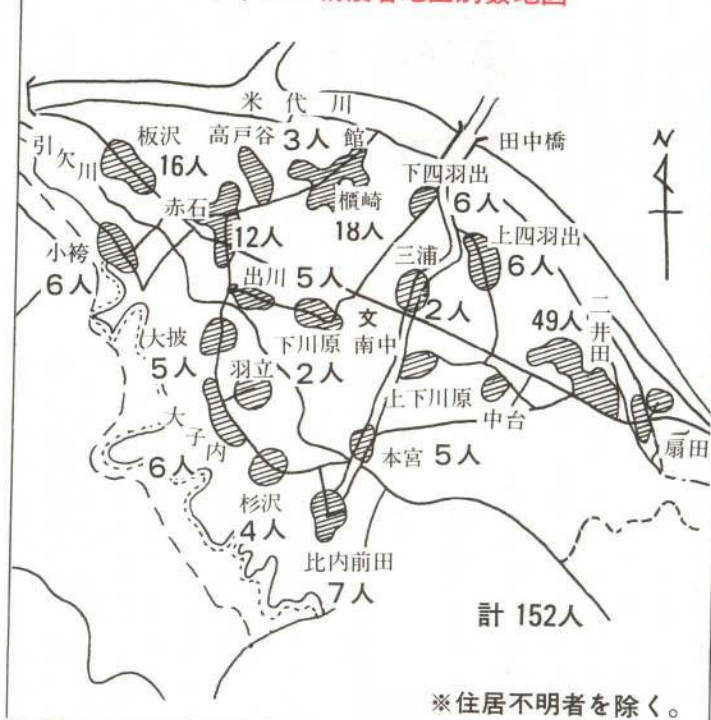 米代川
板沢
16人
高戸谷
3人
館
田中橋
引欠川
赤石
12人
櫃崎
18人
下四羽出
6人
上四羽出
6人
小袴
6人
出川 5人
三浦
2人
文
南中
49人
二井田
大披
5人
下川原
2人
羽立
上下川原
中台
扇田
大子内
6人
本宮 5人
杉沢
4人
比内前田
7人
計 152人
※住居不明者を除く。
N